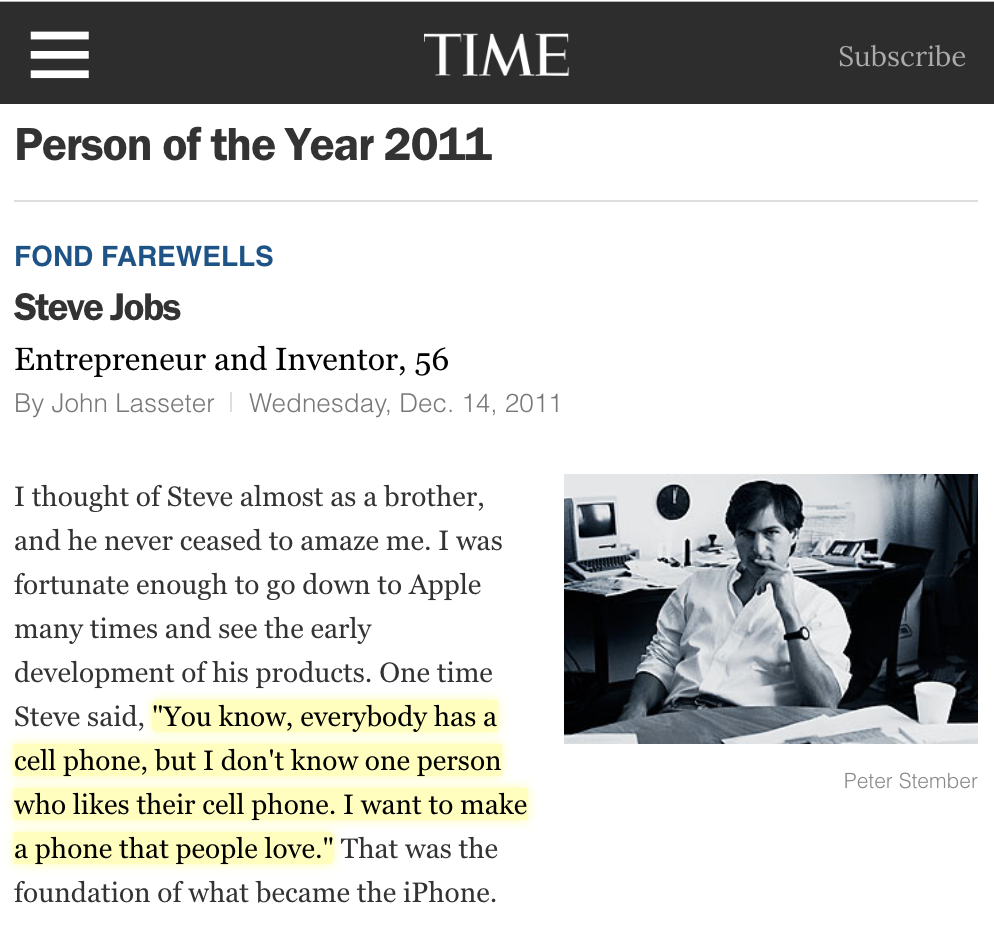 TIME
Subscribe
Person of the Year 2011
FOND FAREWELLS
Steve Jobs
Entrepreneur and Inventor, 56
By John Lasseter | Wednesday, Dec. 14, 2011
I thought of Steve almost as a brother,
and he never ceased to amaze me. I was
fortunate enough to go down to Apple
many times and see the early
development of his products. One time
Steve said, "You know, everybody has a
cell phone, but I don't know one person
who likes their cell phone. I want to make
a phone that people love." That was the
foundation of what became the iPhone.
Peter Stember